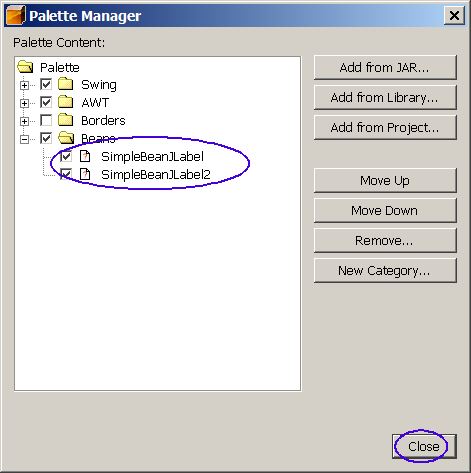 Palette Manager
Palette Content:
Palette
Swing
AWT
Borders
Beans
SimpleBeanJLabel
SimpleBeanJLabel2
Add from JAR...
Add from Library...
Add from Project...
Move Up
Move Down
Remove...
New Category...
Close